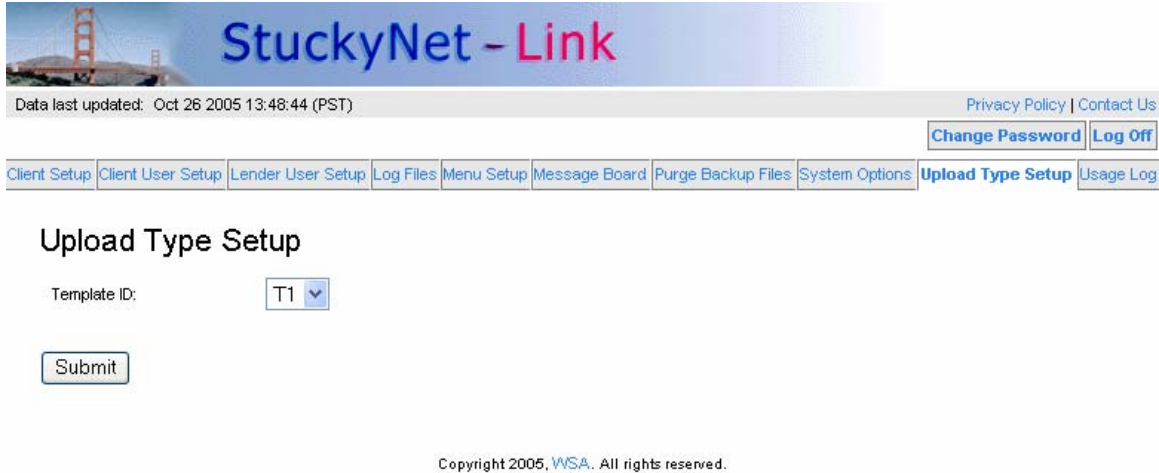 StuckyNet - Link
Data last updated: Oct 26 2005 13:48:44 (PST) Privacy Policy | Contact Us
Change Password Log Off
Client Setup Client User Setup Lender User Setup Log Files Menu Setup Message Board Purge Backup Files System Options Upload Type Setup Usage Log
Upload Type Setup
Template ID: T1
Submit
Copyright 2005, WSA. All rights reserved.